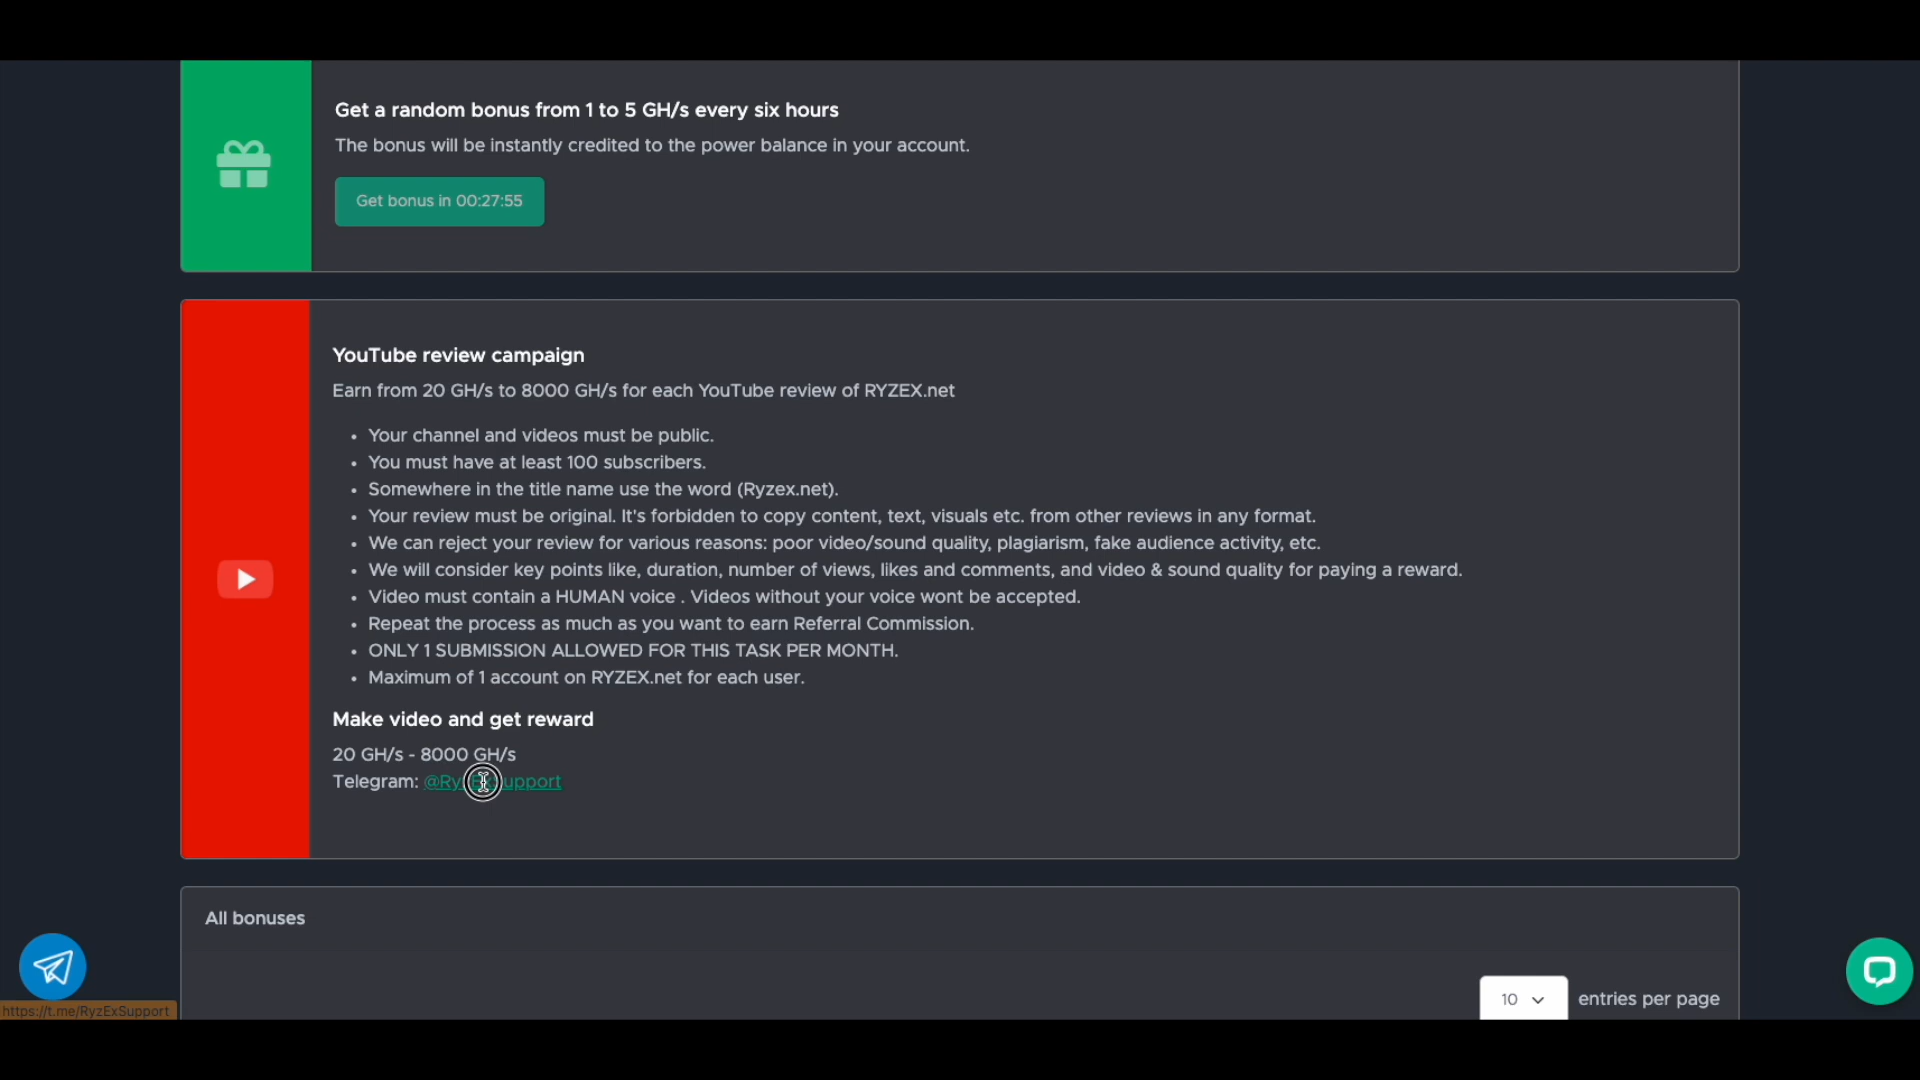 Get a random bonus from 1 to 5 GH/s every six hours
The bonus will be instantly credited to the power balance in your account.
Get bonus in 00:27:55
YouTube review campaign
Earn from 20 GH/s to 8000 GH/s for each YouTube review of RYZEX.net
• Your channel and videos must be public.
• You must have at least 100 subscribers.
• Somewhere in the title name use the word (Ryzex.net).
• Your review must be original. It's forbidden to copy content, text, visuals etc. from other reviews in any format.
• We can reject your review for various reasons: poor video/sound quality, plagiarism, fake audience activity, etc.
• We will consider key points like, duration, number of views, likes and comments, and video & sound quality for paying a reward.
• Video must contain a HUMAN voice . Videos without your voice wont be accepted.
• Repeat the process as much as you want to earn Referral Commission.
• ONLY 1 SUBMISSION ALLOWED FOR THIS TASK PER MONTH.
• Maximum of 1 account on RYZEX.net for each user.
Make video and get reward
20 GH/s - 8000 GH/s
Telegram: @RyzExSupport
All bonuses
10 entries per page
https://t.me/RyzExSupport